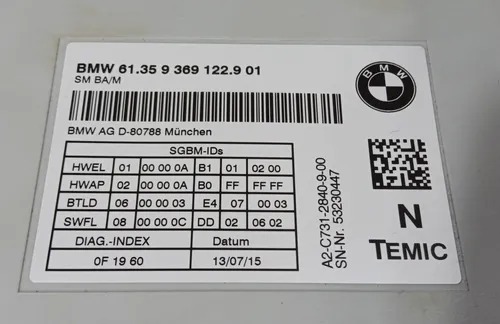 BMW 61.35 9 369 122.9 01
SM BA/M
BMW AG D-80788 München
SGBM-IDs
HWEL 01 00 00 0A B1 01 02 00
HWAP 02 00 00 0A B0 FF FF FF
BTLD 06 00 00 03 E4 07 00 03
SWFL 08 00 00 0C DD 02 06 02
DIAG.-INDEX Datum
0F 19 60 13/07/15
BMW
A2-C731-2840-9-00
SN-Nr. 53230447
N
TEMIC